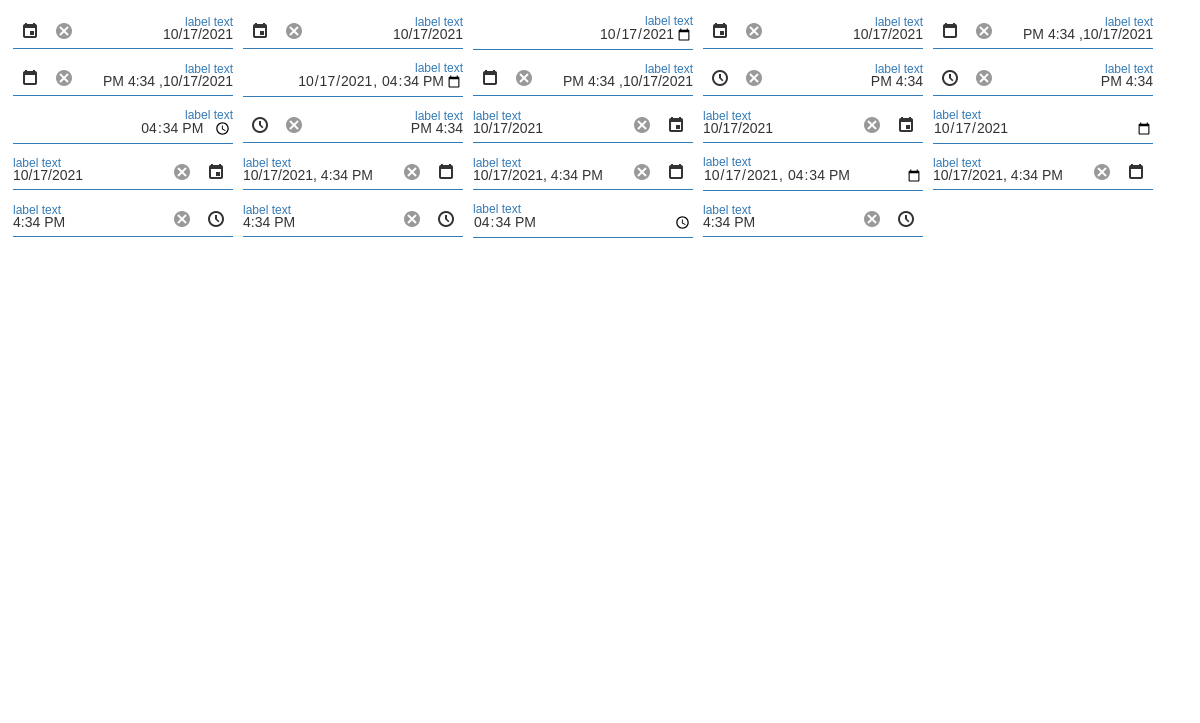 label text
10/17/2021
label text
10/17/2021
label text
10/17/2021
label text
10/17/2021
label text
PM 4:34 ,10/17/2021
label text
PM 4:34 ,10/17/2021
label text
10/17/2021, 04:34 PM
label text
PM 4:34 ,10/17/2021
label text
PM 4:34
label text
PM 4:34
label text
04:34 PM
label text
PM 4:34
label text
10/17/2021
label text
10/17/2021
label text
10/17/2021
label text
10/17/2021
label text
10/17/2021, 4:34 PM
label text
10/17/2021, 4:34 PM
label text
10/17/2021, 04:34 PM
label text
10/17/2021, 4:34 PM
label text
4:34 PM
label text
4:34 PM
label text
04:34 PM
label text
4:34 PM